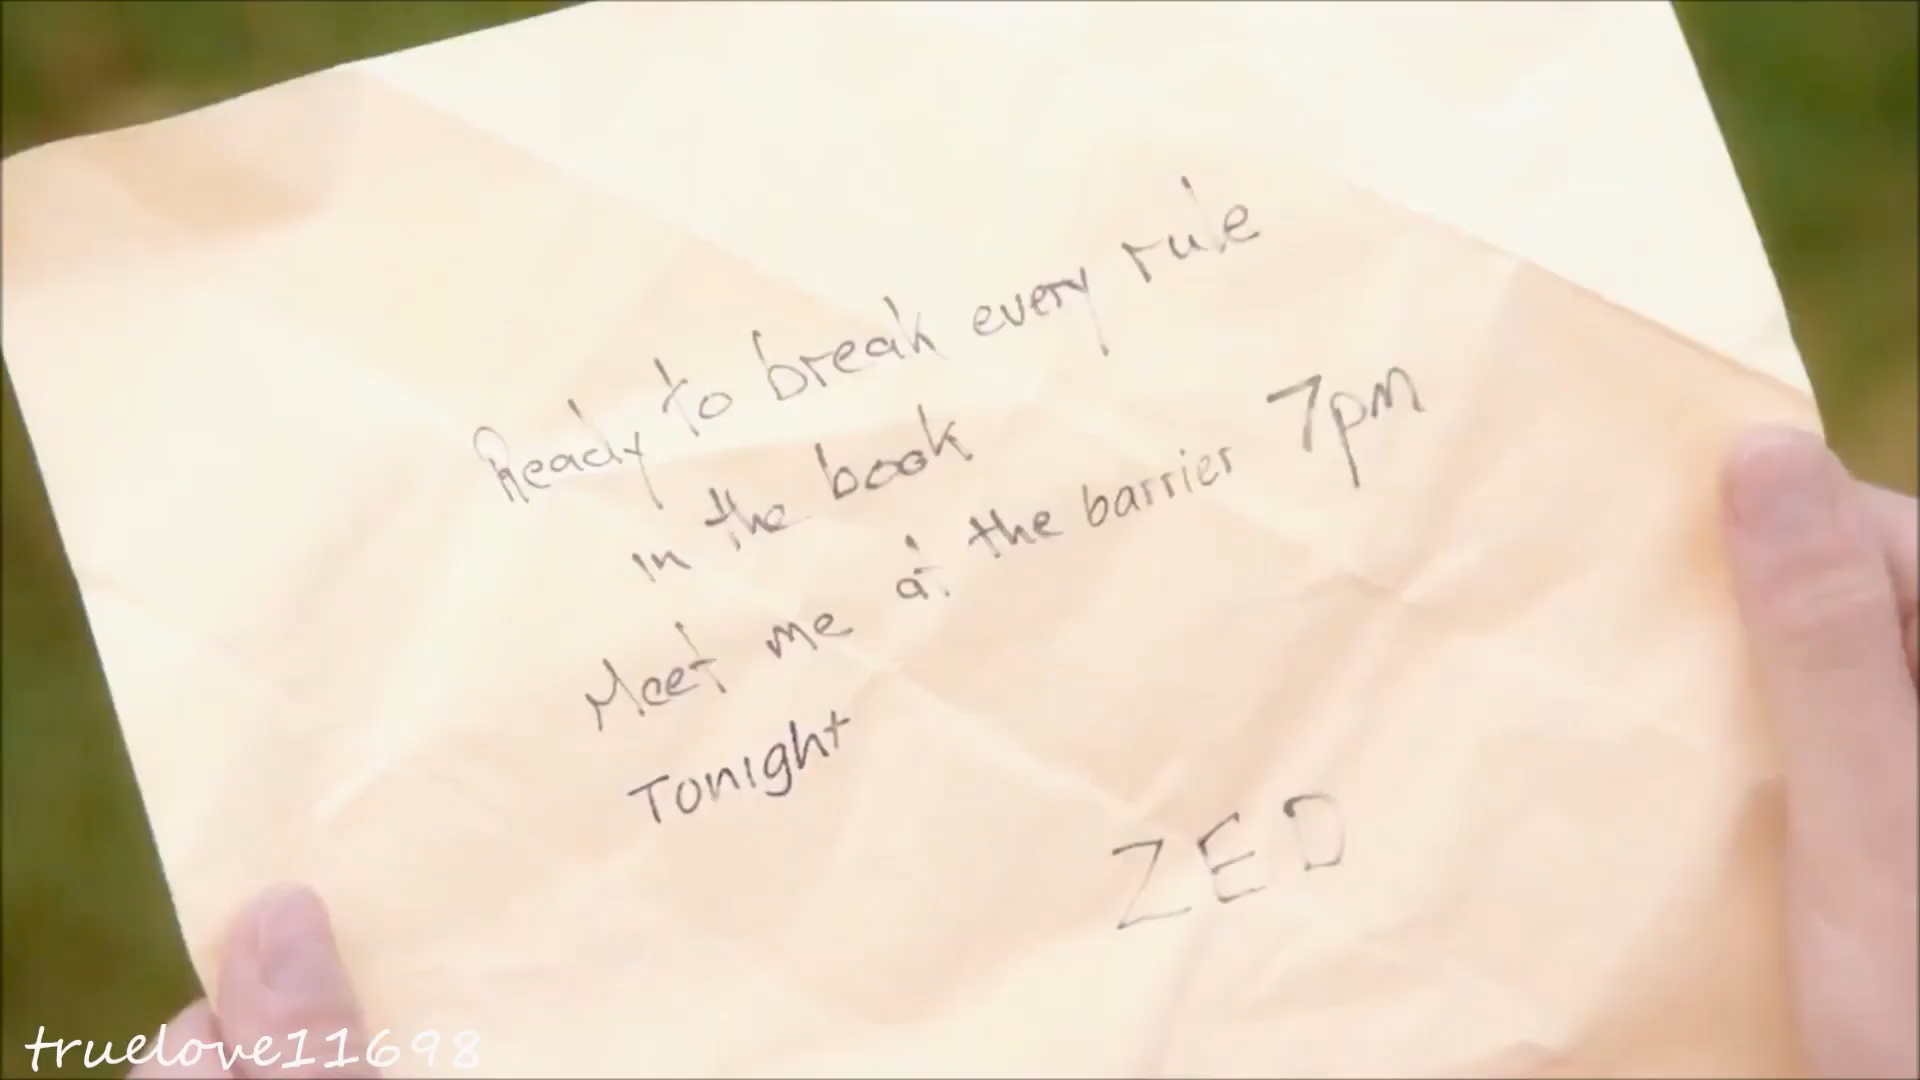 Ready to break every rule
in the book
Meet me at the barrier 7pm
Tonight
ZED
truelove11698